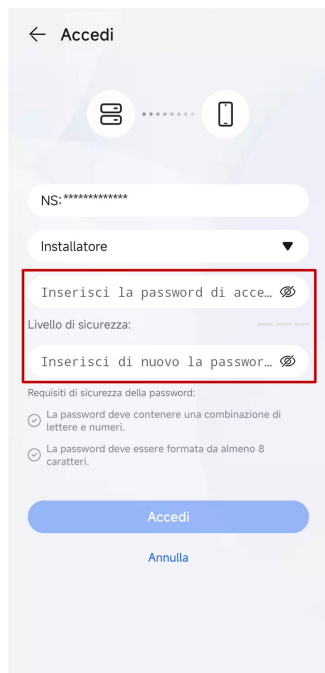 Accedi
NS:*************
Installatore
Inserisci la password di acce…
Livello di sicurezza:
Inserisci di nuovo la passwor…
Requisiti di sicurezza della password:
La password deve contenere una combinazione di
lettere e numeri.
La password deve essere formata da almeno 8
caratteri.
Accedi
Annulla